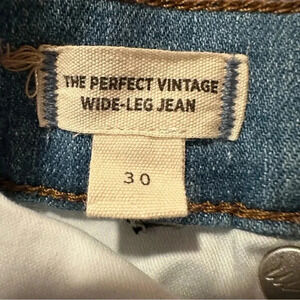 THE PERFECT VINTAGE
WIDE-LEG JEAN
30